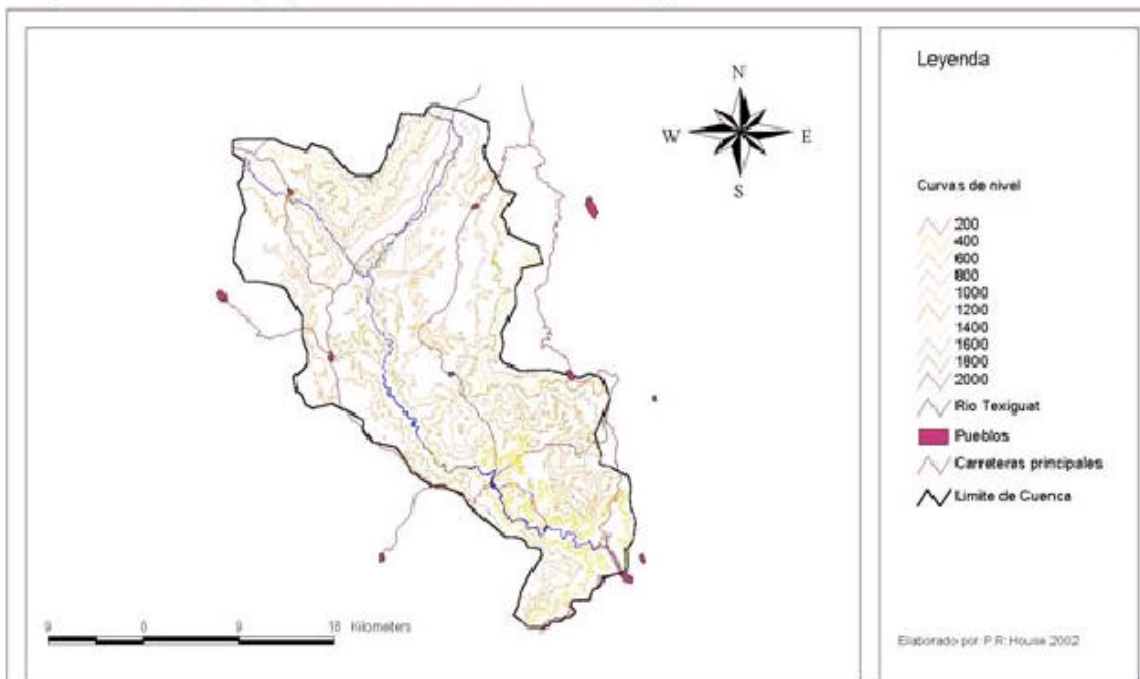 N
W
E
S
9 0 9 18 Kilometers
Leyenda
Curvas de nivel
200
400
600
800
1000
1200
1400
1600
1800
2000
Rio Texiguat
Pueblos
Carreteras principales
Limite de Cuenca
Elaborado por P.R. House 2002